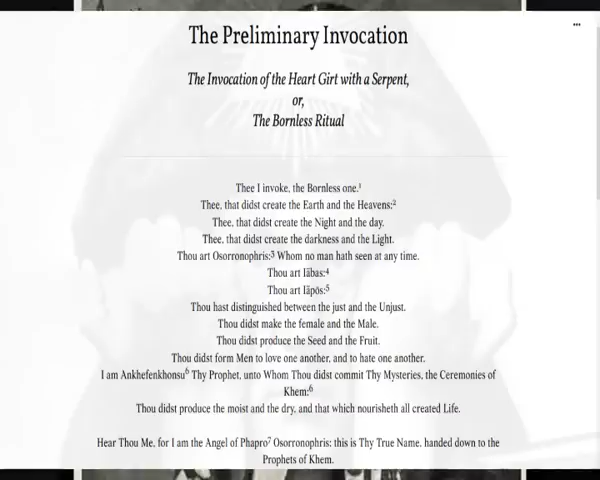 The Preliminary Invocation
The Invocation of the Heart Girt with a Serpent,
or,
The Bornless Ritual
Thee I invoke, the Bornless one.¹
Thee, that didst create the Earth and the Heavens:²
Thee, that didst create the Night and the day.
Thee, that didst create the darkness and the Light.
Thou art Osorronophris:³ Whom no man hath seen at any time.
Thou art Iäbas:⁴
Thou art Iäpōs:⁵
Thou hast distinguished between the just and the Unjust.
Thou didst make the female and the Male.
Thou didst produce the Seed and the Fruit.
Thou didst form Men to love one another, and to hate one another.
I am Ankhefenkhonsu⁶ Thy Prophet, unto Whom Thou didst commit Thy Mysteries, the Ceremonies of
Khem:⁶
Thou didst produce the moist and the dry, and that which nourisheth all created Life.
Hear Thou Me, for I am the Angel of Phapro⁷ Osorronophris: this is Thy True Name, handed down to the
Prophets of Khem.